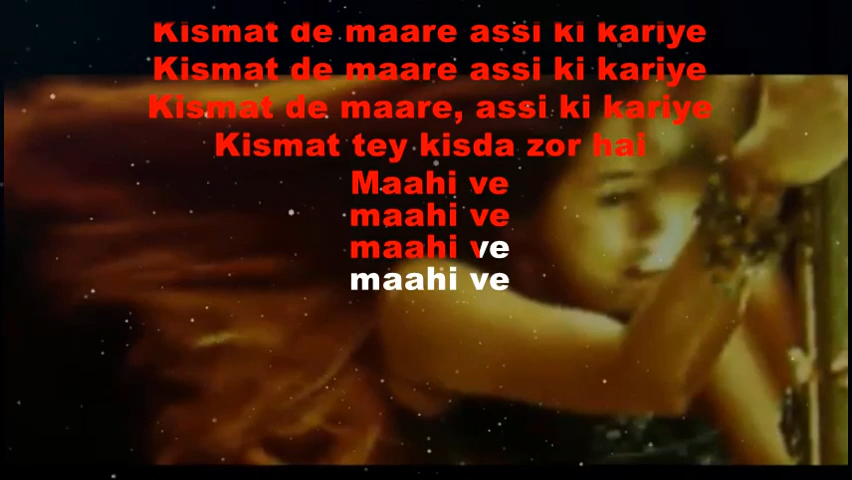 Kismat de maare assi ki kariye
Kismat de maare assi ki kariye
Kismat de maare, assi ki kariye
Kismat tey kisda zor hai
Maahi ve
maahi ve
maahi ve
maahi ve